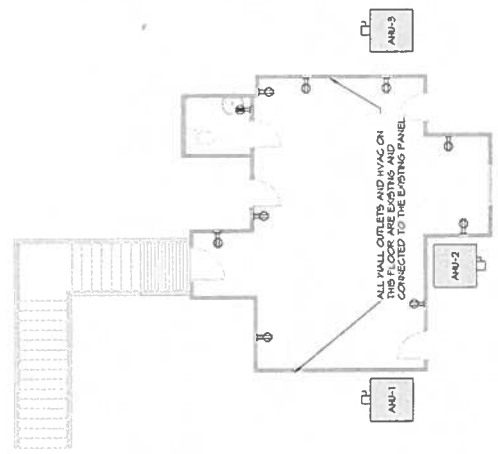 AHU-3
ALL WALL OUTLETS AND HVAC ON
THIS FLOOR ARE EXISTING AND
CONNECTED TO THE EXISTING PANEL
AHU-2
AHU-1